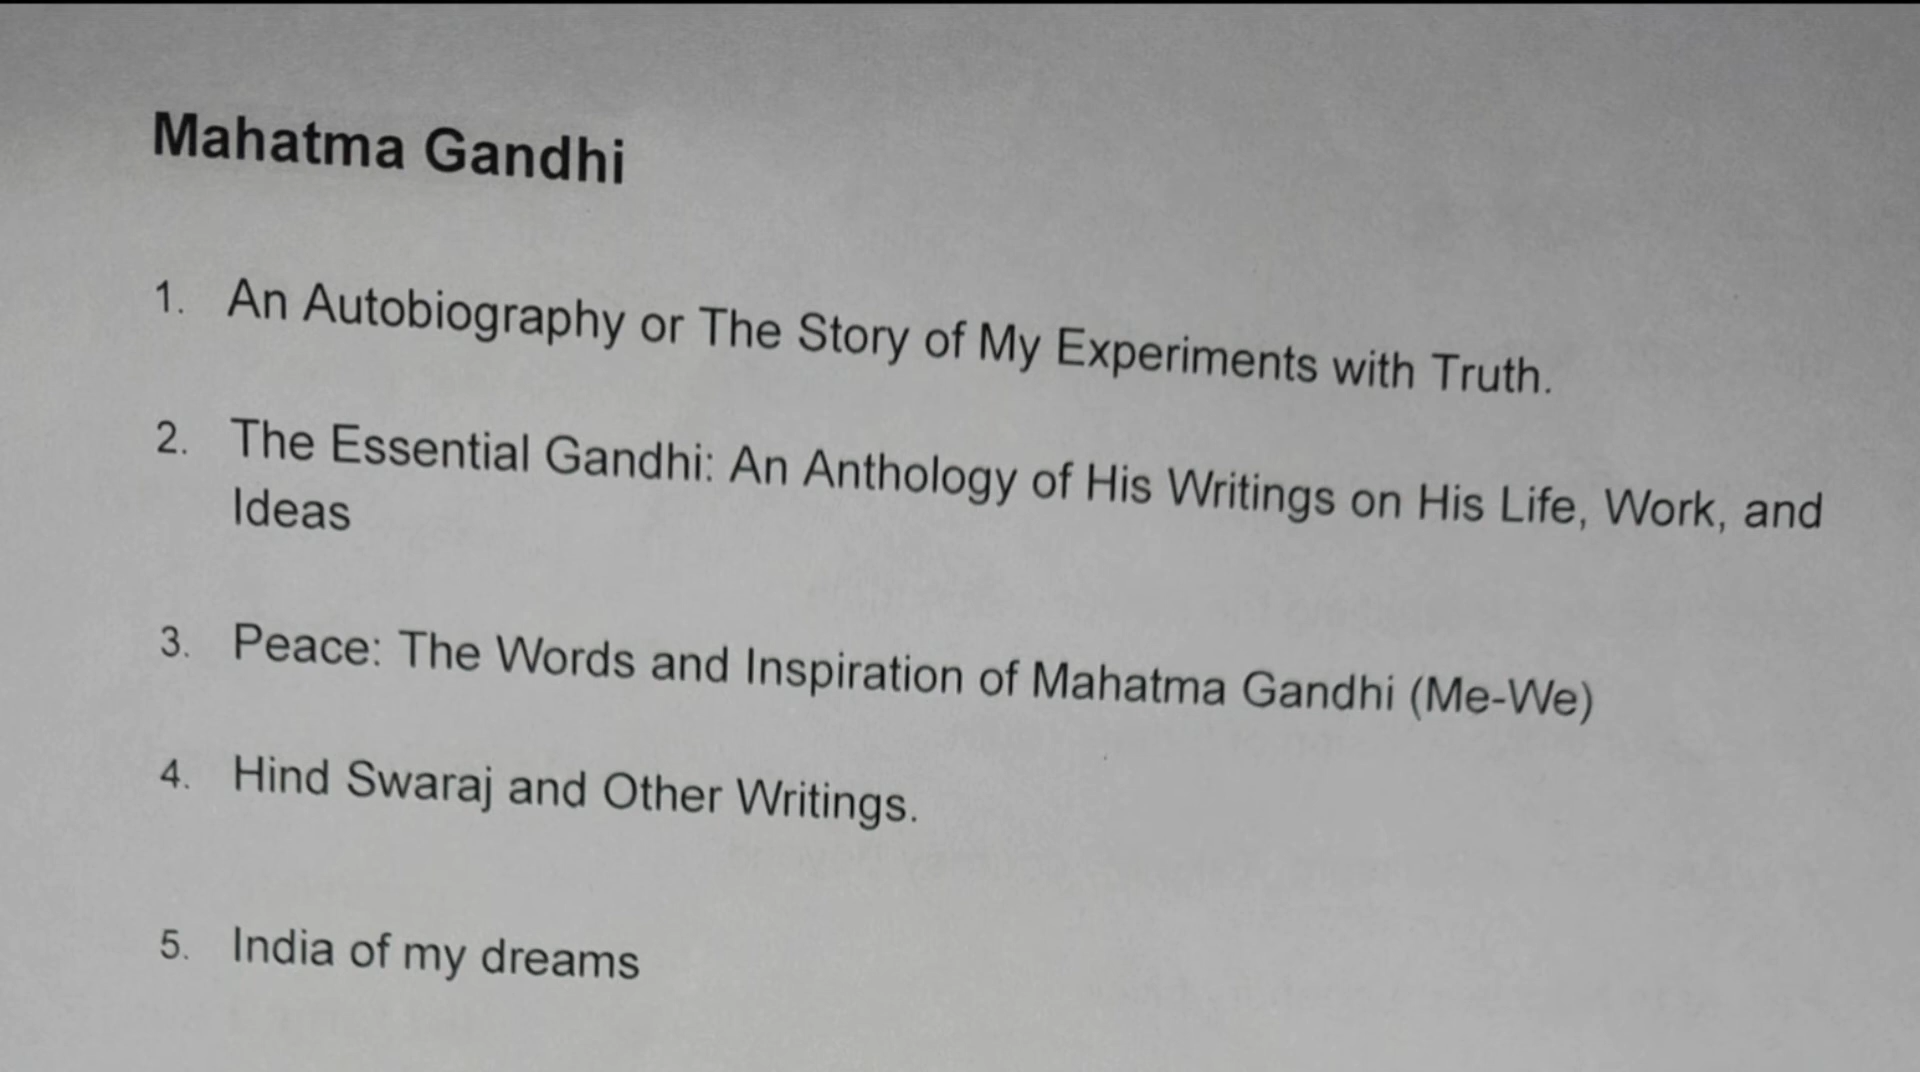 Mahatma Gandhi
1. An Autobiography or The Story of My Experiments with Truth.
2. The Essential Gandhi: An Anthology of His Writings on His Life, Work, and
Ideas
3. Peace: The Words and Inspiration of Mahatma Gandhi (Me-We)
4. Hind Swaraj and Other Writings.
5. India of my dreams